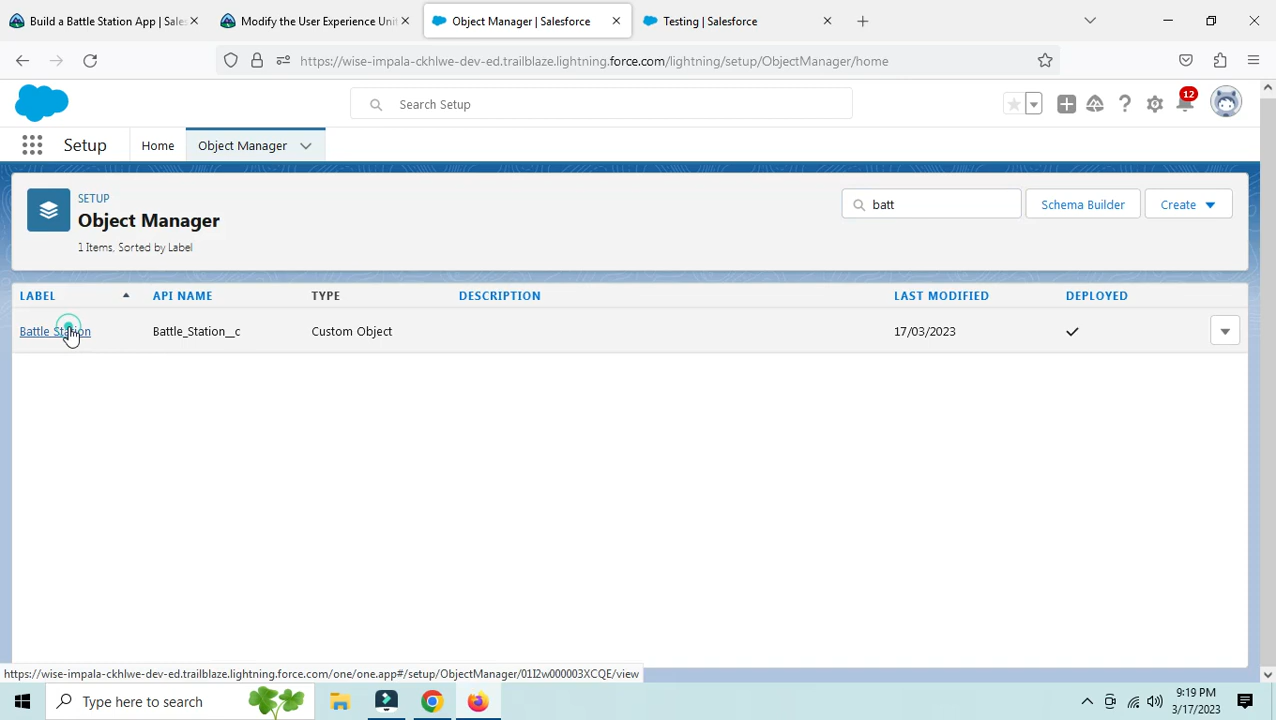 Build a Battle Station App | Sales
Modify the User Experience Unit
Object Manager | Salesforce
Testing | Salesforce
https://wise-impala-ckhlwe-dev-ed.trailblaze.lightning.force.com/lightning/setup/ObjectManager/home
Search Setup
12
Setup
Home
Object Manager
SETUP
Object Manager
1 Items, Sorted by Label
batt
Schema Builder
Create
LABEL
API NAME
TYPE
DESCRIPTION
LAST MODIFIED
DEPLOYED
Battle Station
Battle_Station__c
Custom Object
17/03/2023
https://wise-impala-ckhlwe-dev-ed.trailblaze.lightning.force.com/one/one.app#/setup/ObjectManager/01I2w000003XCQE/view
Type here to search
9:19 PM
3/17/2023